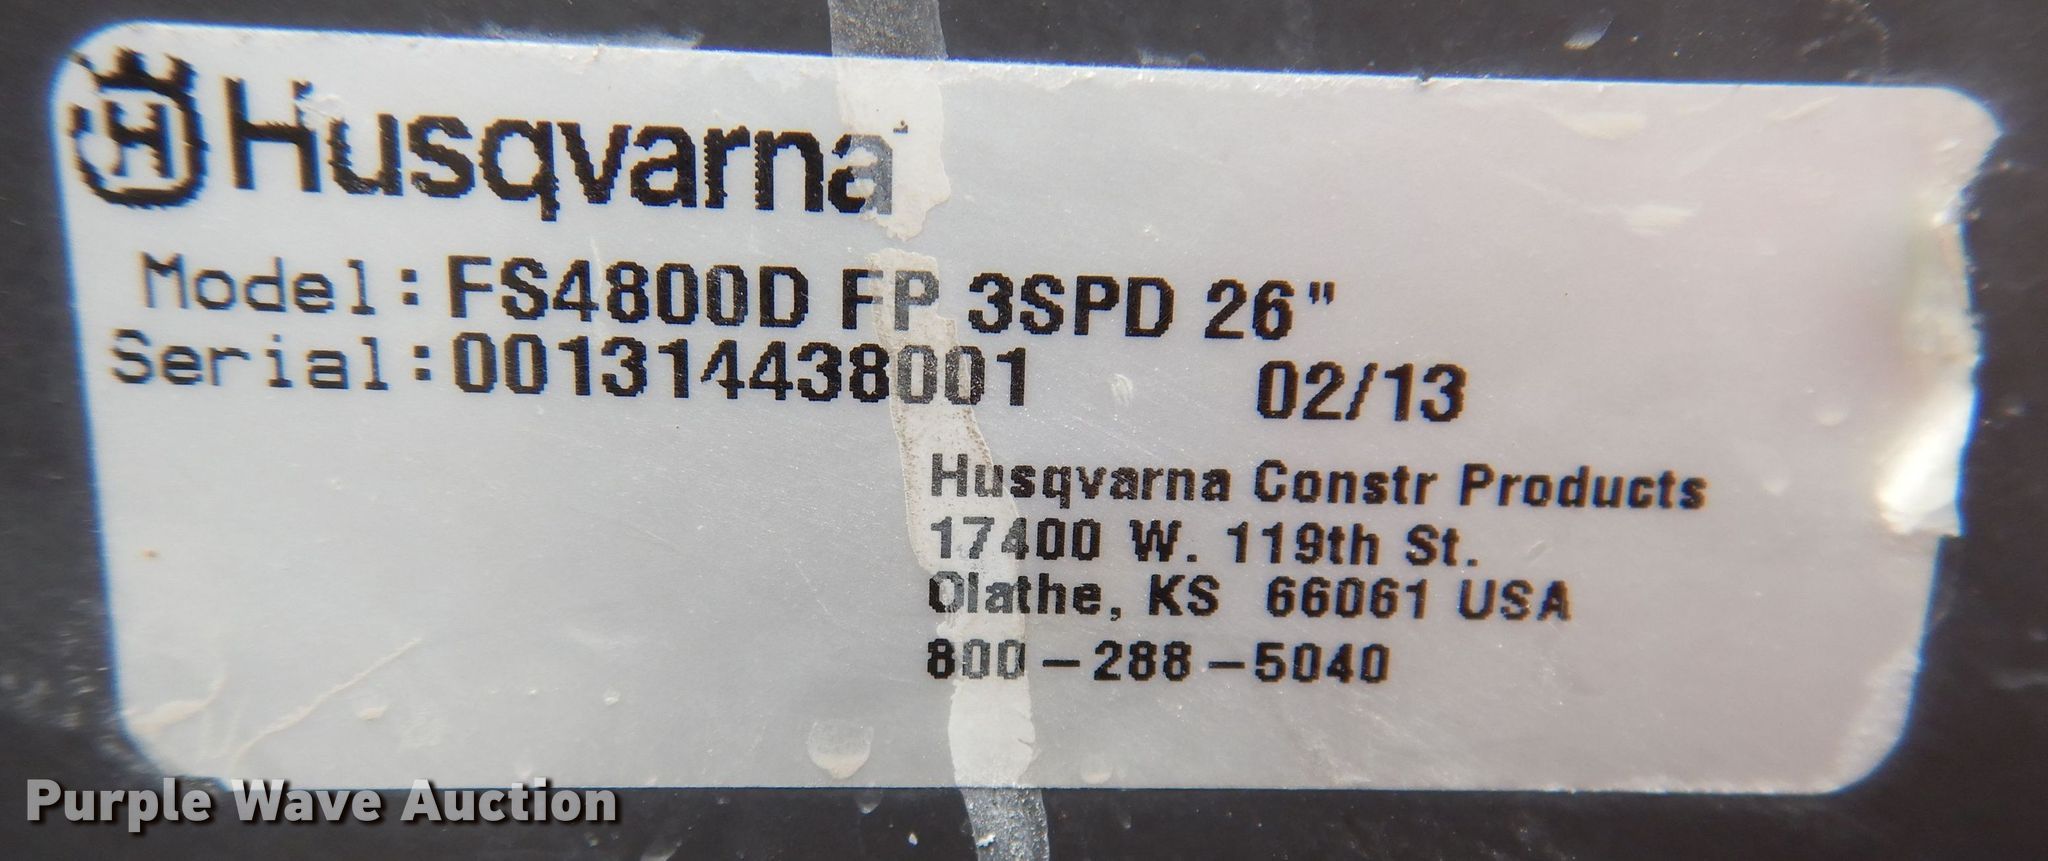 H Husqvarna
Model:FS4800D FP 3SPD 26"
Serial:001314438001 02/13
Husqvarna Constr Products
17400 W. 119th St.
Olathe, KS 66061 USA
800-288-5040
Purple Wave Auction